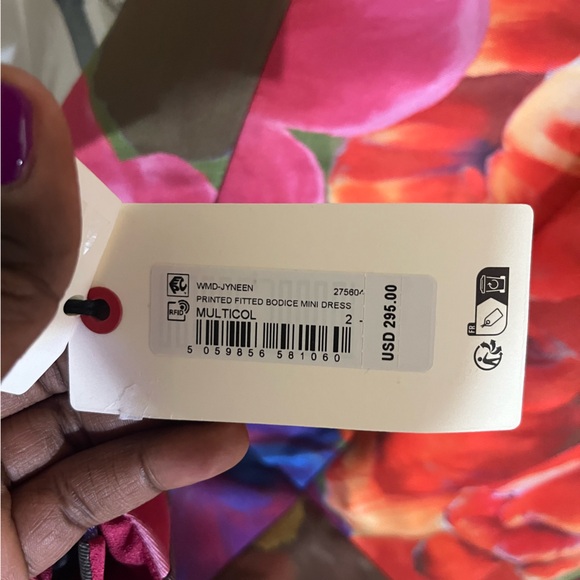 WMD-JYNEEN 275604
PRINTED FITTED BODICE MINI DRESS
RFID MULTICOL 2 -
5 059856 581060
USD 295.00
FR